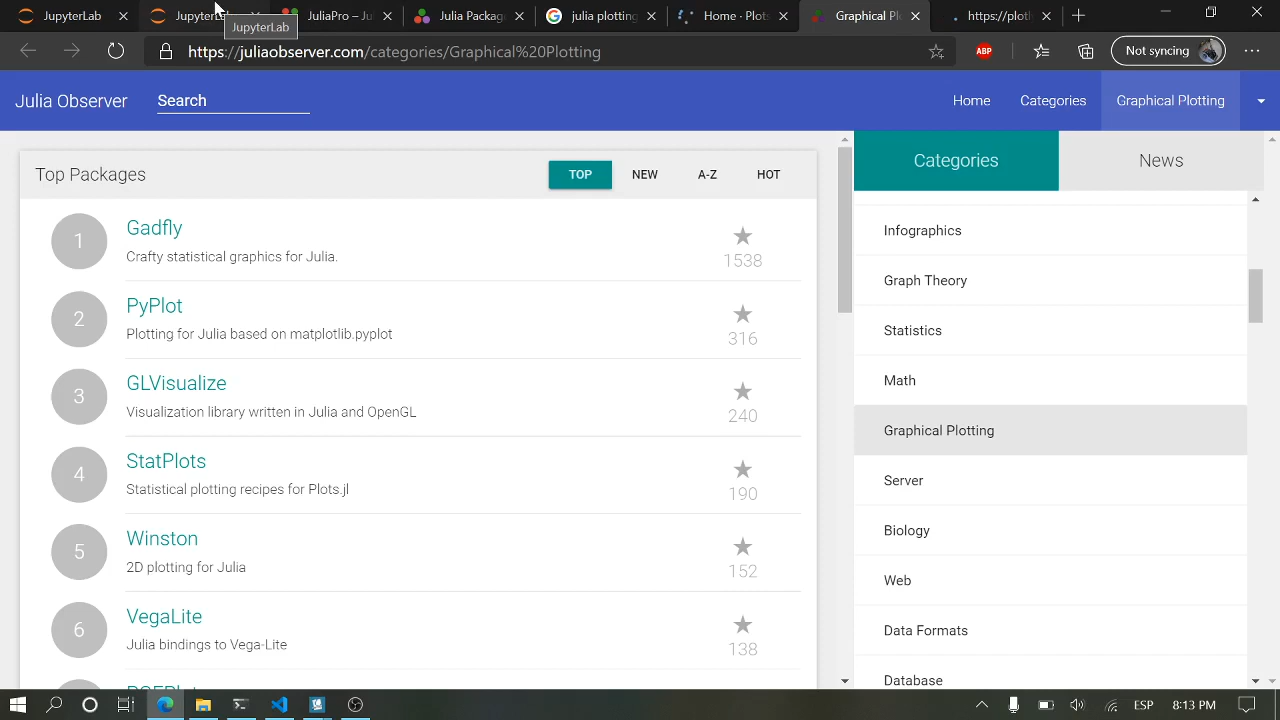 JupyterLab
Jupyter
JuliaPro –
Julia Packag
julia plotting
Home · Plots
Graphical Pl
https://plotl
JupyterLab
https://juliaobserver.com/categories/Graphical%20Plotting
ABP
Not syncing
Julia Observer
Search
Home
Categories
Graphical Plotting
Top Packages
TOP
NEW
A-Z
HOT
1
Gadfly
Crafty statistical graphics for Julia.
1538
2
PyPlot
Plotting for Julia based on matplotlib.pyplot
316
3
GLVisualize
Visualization library written in Julia and OpenGL
240
4
StatPlots
Statistical plotting recipes for Plots.jl
190
5
Winston
2D plotting for Julia
152
6
VegaLite
Julia bindings to Vega-Lite
138
Categories
News
Infographics
Graph Theory
Statistics
Math
Graphical Plotting
Server
Biology
Web
Data Formats
Database
ESP
8:13 PM